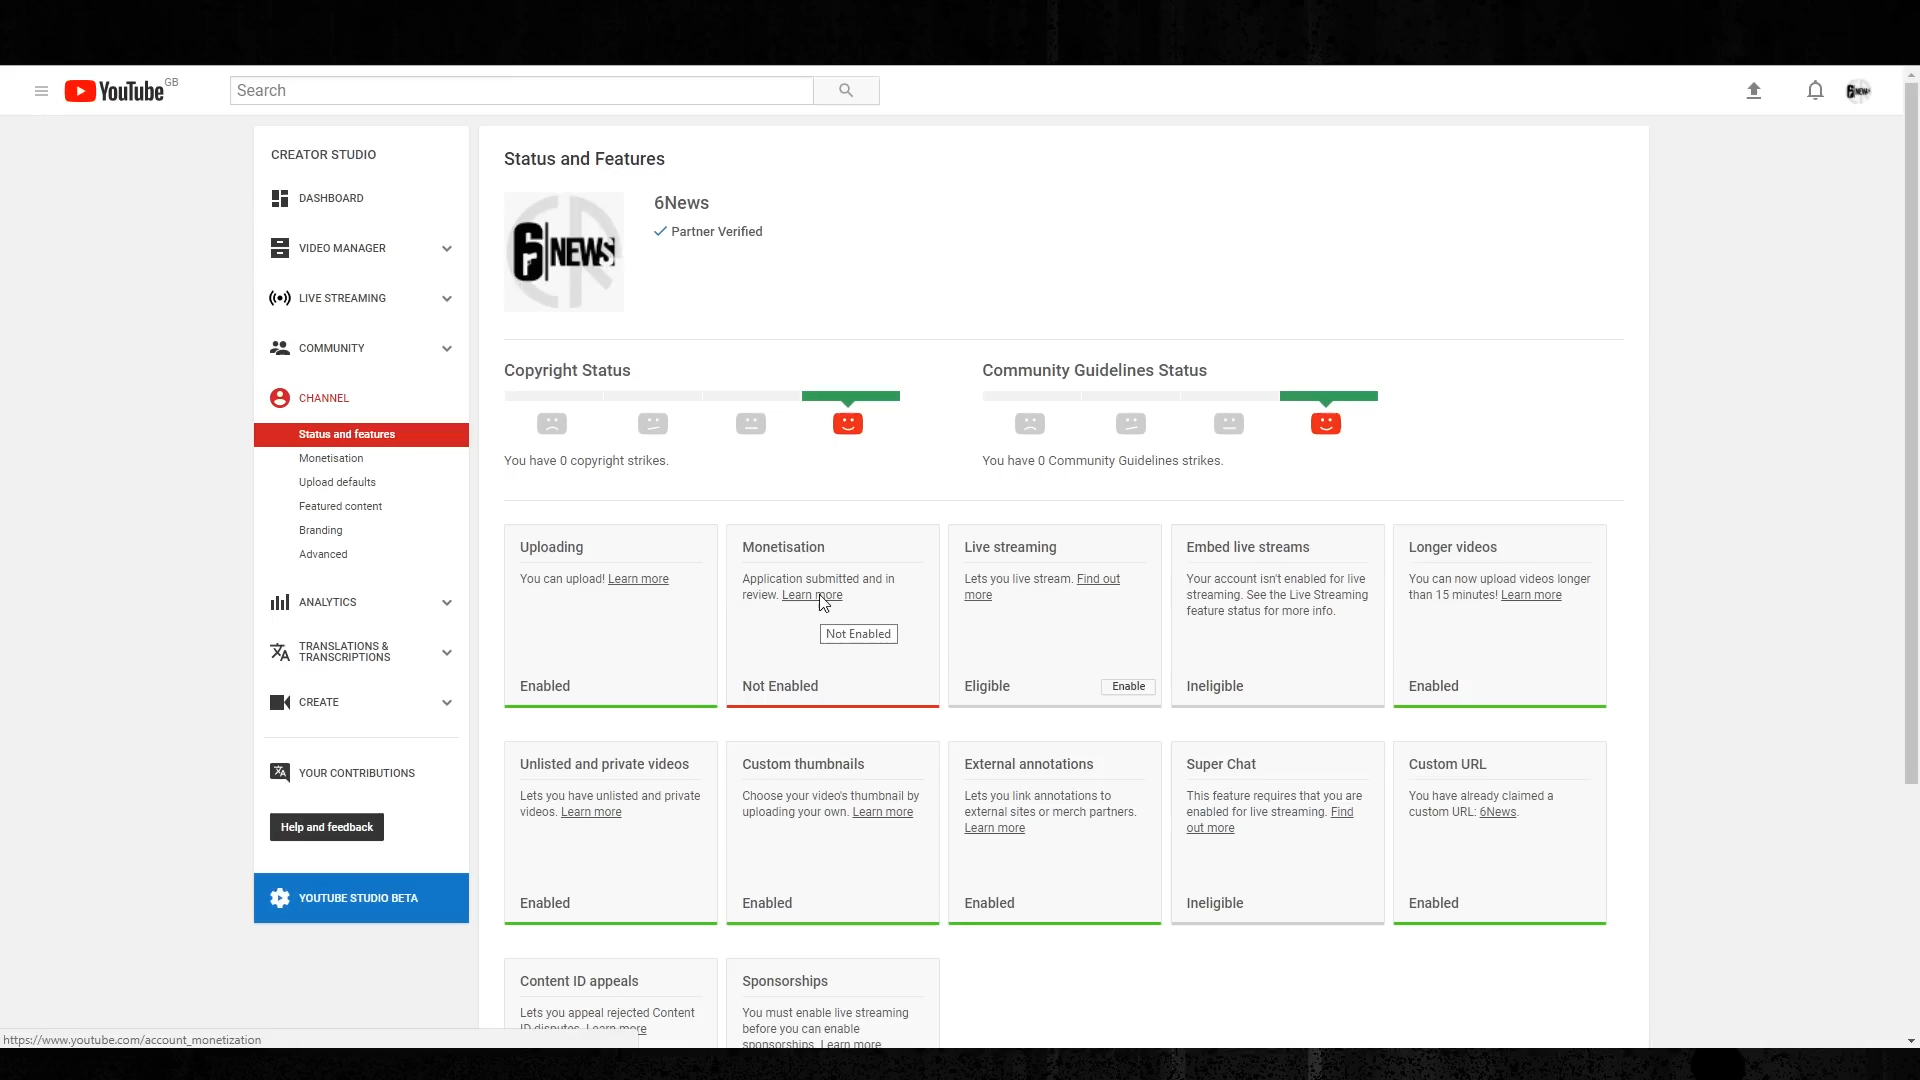 YouTube GB
Search
6 NEWS
CREATOR STUDIO
DASHBOARD
VIDEO MANAGER
LIVE STREAMING
COMMUNITY
CHANNEL
Status and features
Monetisation
Upload defaults
Featured content
Branding
Advanced
ANALYTICS
TRANSLATIONS &
TRANSCRIPTIONS
CREATE
YOUR CONTRIBUTIONS
Help and feedback
YOUTUBE STUDIO BETA
Status and Features
6 NEWS
6News
Partner Verified
Copyright Status
You have 0 copyright strikes.
Community Guidelines Status
You have 0 Community Guidelines strikes.
Uploading
You can upload! Learn more
Enabled
Monetisation
Application submitted and in
review. Learn more
Not Enabled
Not Enabled
Live streaming
Lets you live stream. Find out
more
Eligible
Enable
Embed live streams
Your account isn't enabled for live
streaming. See the Live Streaming
feature status for more info.
Ineligible
Longer videos
You can now upload videos longer
than 15 minutes! Learn more
Enabled
Unlisted and private videos
Lets you have unlisted and private
videos. Learn more
Enabled
Custom thumbnails
Choose your video's thumbnail by
uploading your own. Learn more
Enabled
External annotations
Lets you link annotations to
external sites or merch partners.
Learn more
Enabled
Super Chat
This feature requires that you are
enabled for live streaming. Find
out more
Ineligible
Custom URL
You have already claimed a
custom URL: 6News.
Enabled
Content ID appeals
Lets you appeal rejected Content
ID disputes. Learn more
Sponsorships
You must enable live streaming
before you can enable
sponsorships. Learn more
https://www.youtube.com/account_monetization